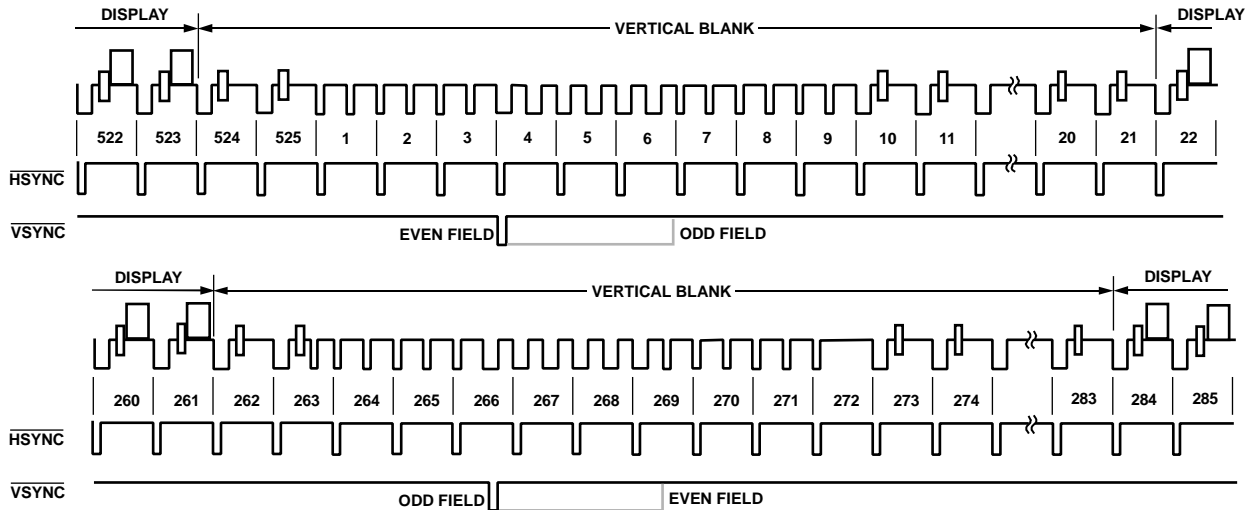 DISPLAY VERTICAL BLANK DISPLAY
522 523 524 525 1 2 3 4 5 6 7 8 9 10 11 20 21 22
HSYNC
VSYNC
EVEN FIELD ODD FIELD
DISPLAY VERTICAL BLANK DISPLAY
260 261 262 263 264 265 266 267 268 269 270 271 272 273 274 283 284 285
HSYNC
VSYNC
ODD FIELD EVEN FIELD